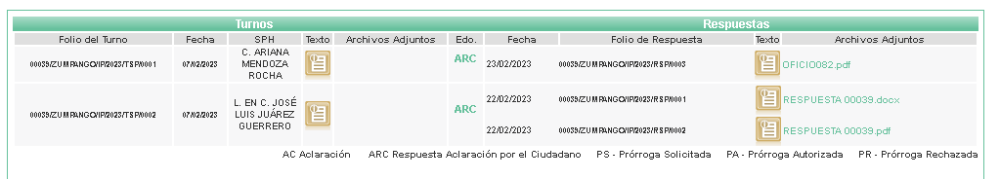 Turnos Respuestas
Folio del Turno Fecha SPH Texto Archivos Adjuntos Edo. Fecha Folio de Respuesta Texto Archivos Adjuntos
00039/ZUMPANGO/IP/2023/TSP/0001 07/02/2023 C. ARIANA MENDOZA ROCHA ARC 23/02/2023 00039/ZUMPANGO/IP/2023/RSP/0003 OFICIO082.pdf
00039/ZUMPANGO/IP/2023/TSP/0002 07/02/2023 L. EN C. JOSÉ LUIS JUÁREZ GUERRERO ARC 22/02/2023 00039/ZUMPANGO/IP/2023/RSP/0001 RESPUESTA 00039.docx
22/02/2023 00039/ZUMPANGO/IP/2023/RSP/0002 RESPUESTA 00039.pdf
AC Aclaración ARC Respuesta Aclaración por el Ciudadano PS - Prórroga Solicitada PA - Prórroga Autorizada PR - Prórroga Rechazada